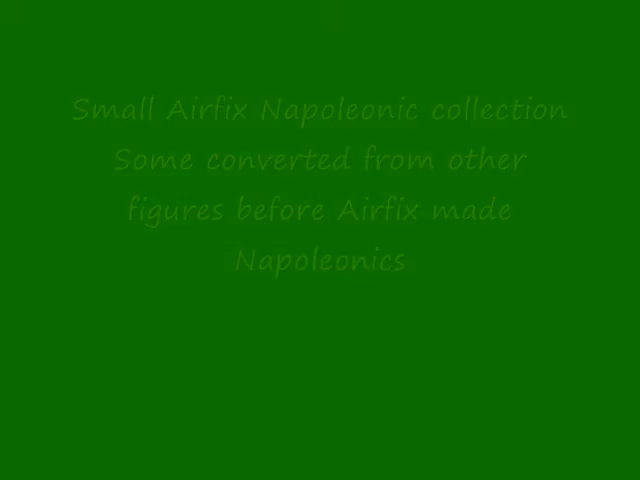 Small Airfix Napoleonic collection
Some converted from other
figures before Airfix made
Napoleonics